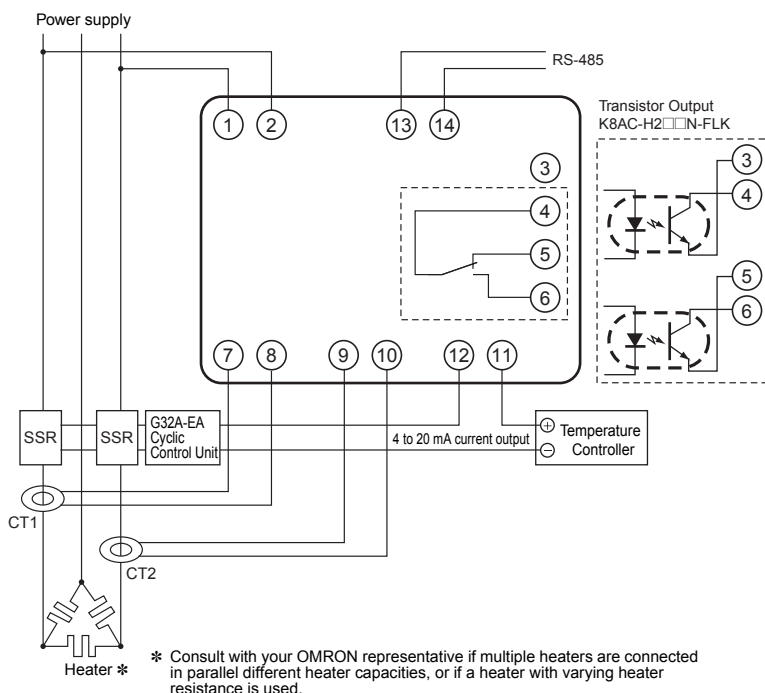 Power supply
RS-485
1
2
13
14
Transistor Output
K8AC-H2□□N-FLK
3
4
5
6
3
4
5
6
7
8
9
10
12
11
SSR
SSR
G32A-EA
Cyclic
Control Unit
4 to 20 mA current output
+
−
Temperature
Controller
CT1
CT2
Heater *
* Consult with your OMRON representative if multiple heaters are connected
in parallel different heater capacities, or if a heater with varying heater
resistance is used.